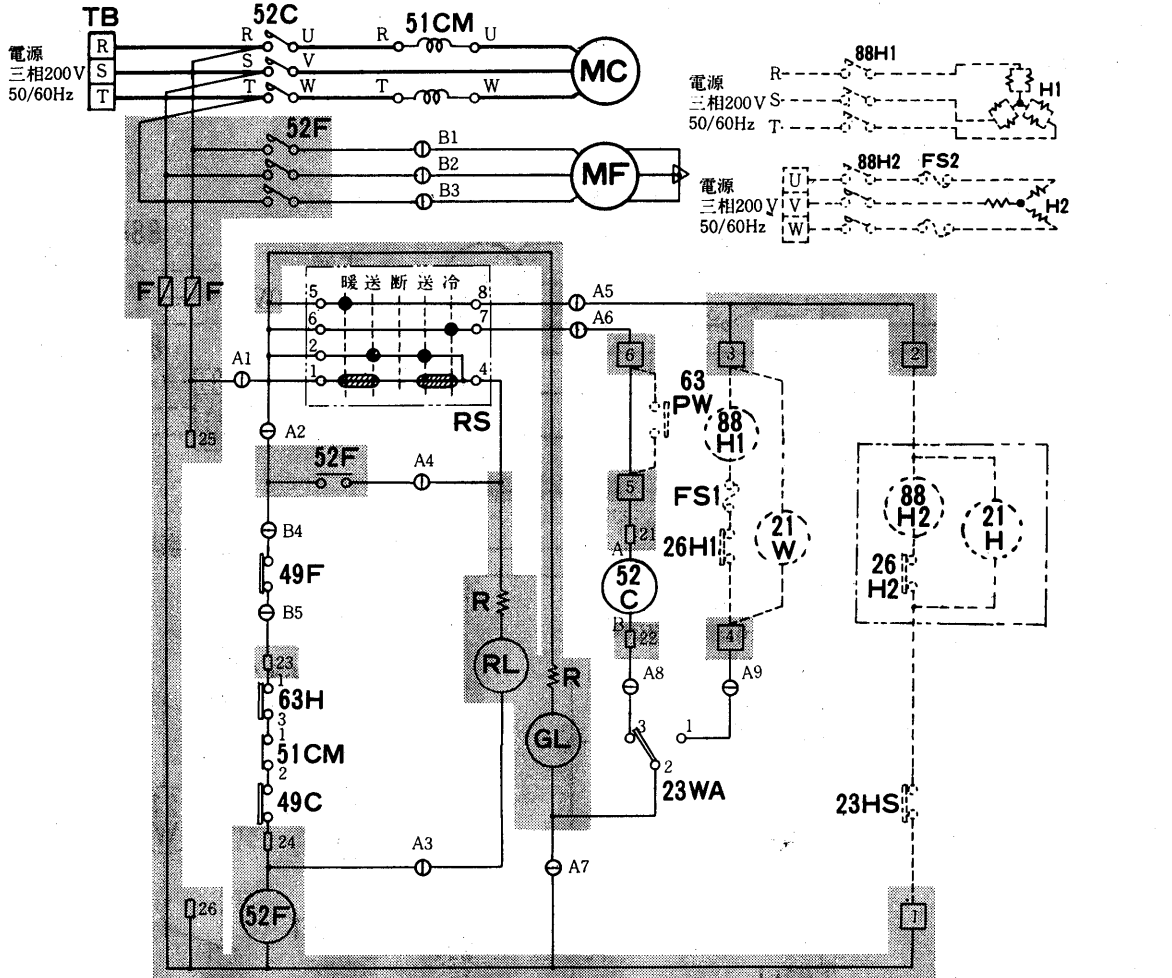 TB
52C
51CM
電源
三相200V
50/60Hz
R
S
T
R U R U
S V
T W T W
MC
52F
B1
B2
B3
MF
電源
三相200V
50/60Hz
R
S
T
88H1
H1
電源
三相200V
50/60Hz
U
V
W
88H2 FS2
H2
F F
暖 送 断 送 冷
5 8
6 7
2
1 4
RS
A5
A6
A1
25
A2
52F
A4
B4
49F
B5
23
1
63H
3
1
51CM
2
49C
24
A3
52F
26
R
RL
R
GL
A7
6
63
PW
5
21
A
52
C
B
22
A8
3
2
1
23WA
3
88
H1
FS1
26H1
21
W
4
A9
2
88
H2
21
H
26
H2
23HS
1